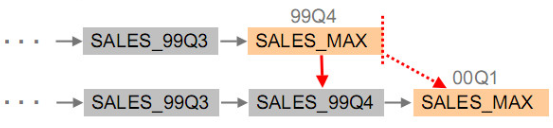 99Q4
. . . SALES_99Q3 SALES_MAX
00Q1
. . . SALES_99Q3 SALES_99Q4 SALES_MAX